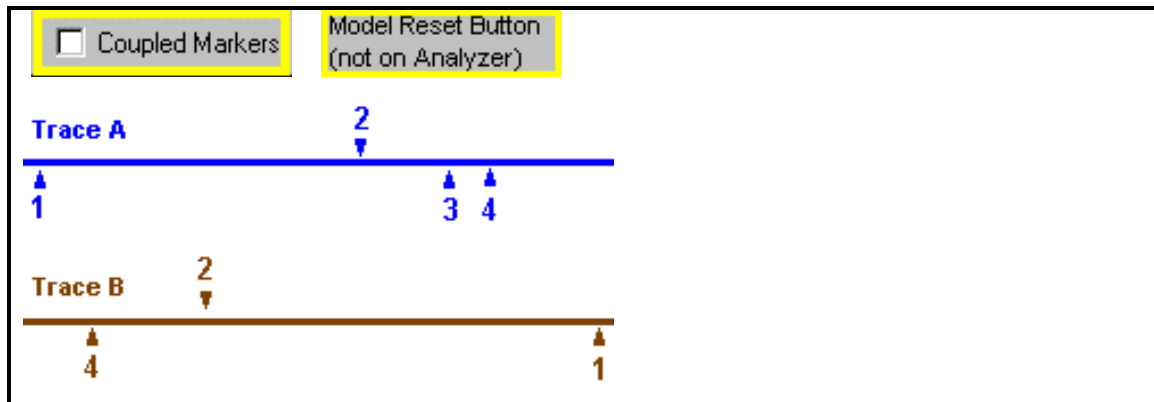 Coupled Markers
Model Reset Button
(not on Analyzer)
Trace A
2
1
3
4
Trace B
2
4
1